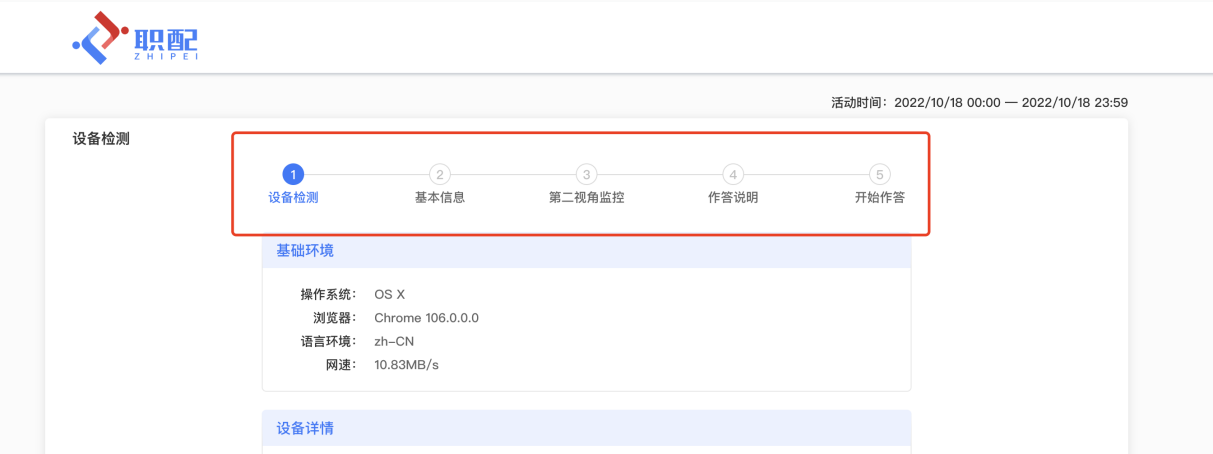 职配
ZHIPEI
活动时间：2022/10/18 00:00 — 2022/10/18 23:59
设备检测
1 2 3 4 5
设备检测 基本信息 第二视角监控 作答说明 开始作答
基础环境
操作系统： OS X
浏览器： Chrome 106.0.0.0
语言环境： zh-CN
网速： 10.83MB/s
设备详情